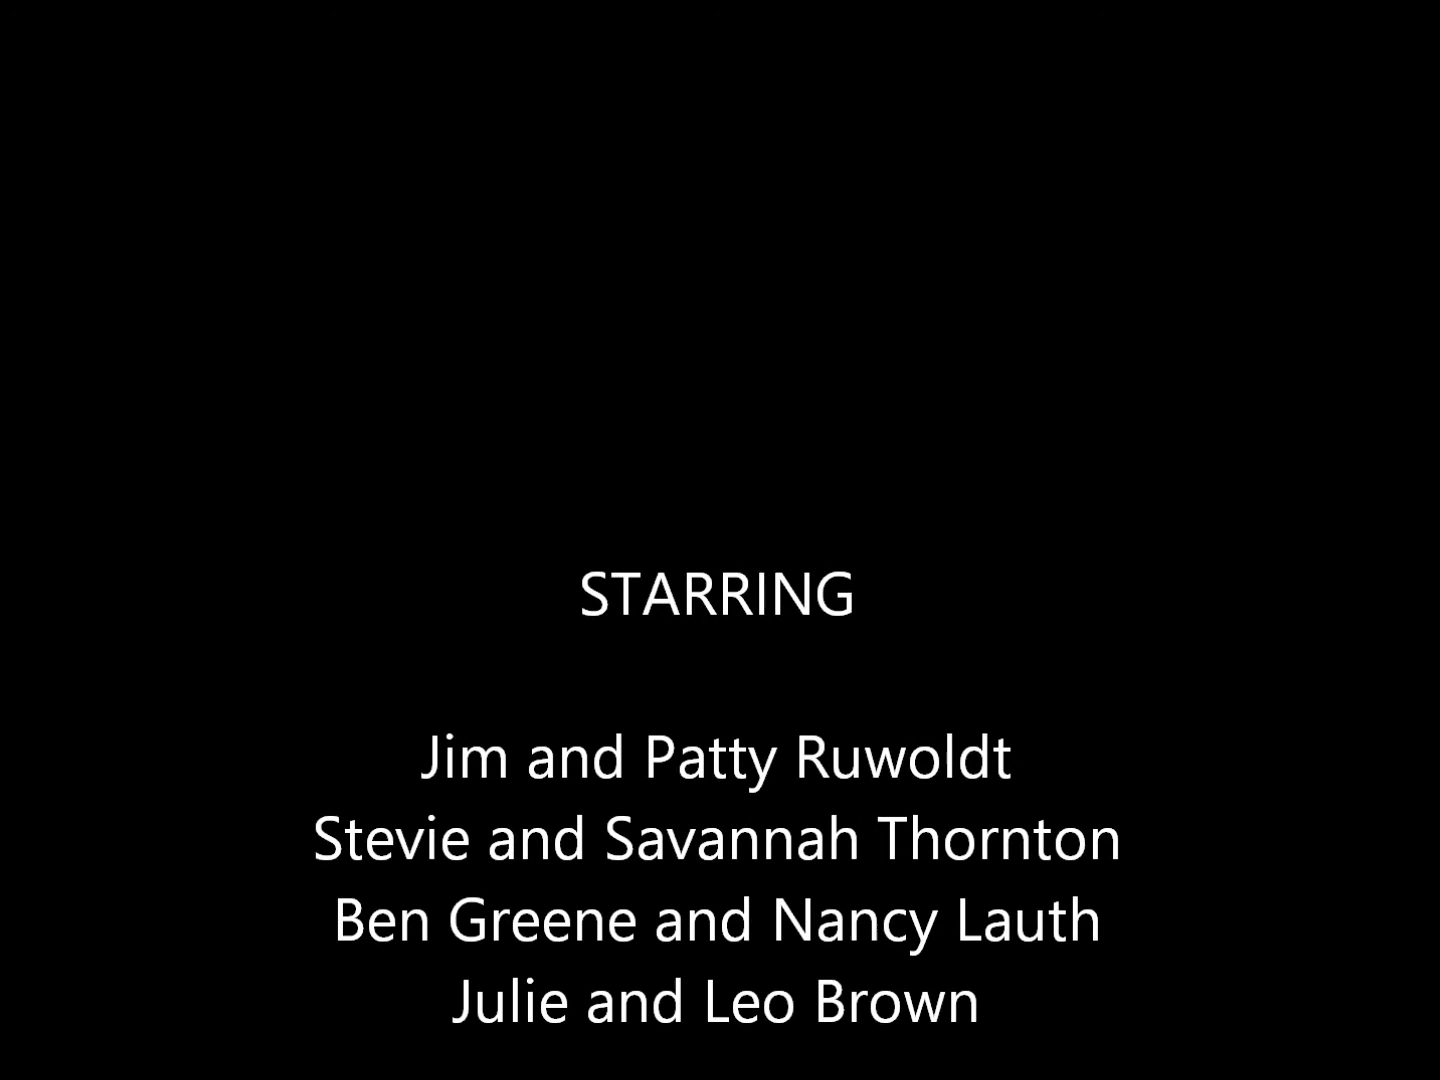 STARRING
Jim and Patty Ruwoldt
Stevie and Savannah Thornton
Ben Greene and Nancy Lauth
Julie and Leo Brown